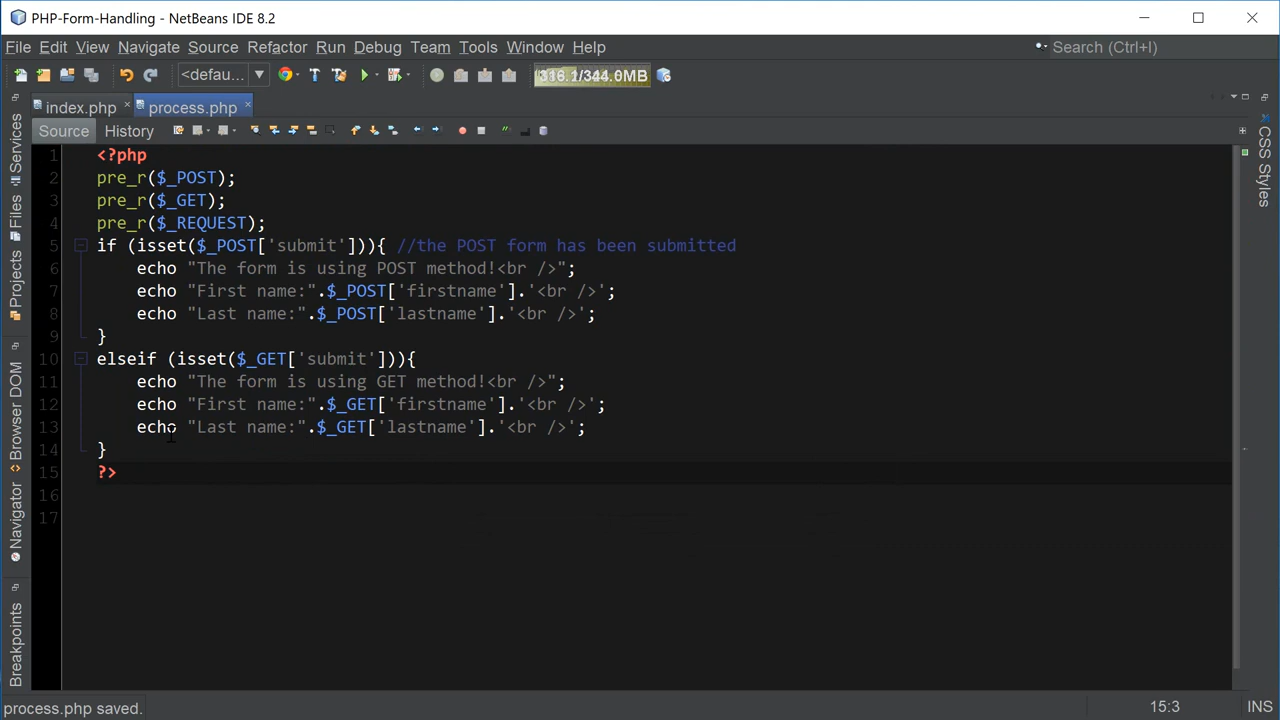 PHP-Form-Handling - NetBeans IDE 8.2
File Edit View Navigate Source Refactor Run Debug Team Tools Window Help
Search (Ctrl+I)
<defau...
316.1/344.0MB
index.php
process.php
Source History
Services
Files
Projects
Browser DOM
Navigator
Breakpoints
CSS Styles
1 <?php
2 pre_r($_POST);
3 pre_r($_GET);
4 pre_r($_REQUEST);
5 if (isset($_POST['submit'])){ //the POST form has been submitted
6 echo "The form is using POST method!<br />";
7 echo "First name:".$_POST['firstname'].'<br />';
8 echo "Last name:".$_POST['lastname'].'<br />';
9 }
10 elseif (isset($_GET['submit'])){
11 echo "The form is using GET method!<br />";
12 echo "First name:".$_GET['firstname'].'<br />';
13 echo "Last name:".$_GET['lastname'].'<br />';
14 }
15 ?>
16
17
process.php saved.
15:3
INS